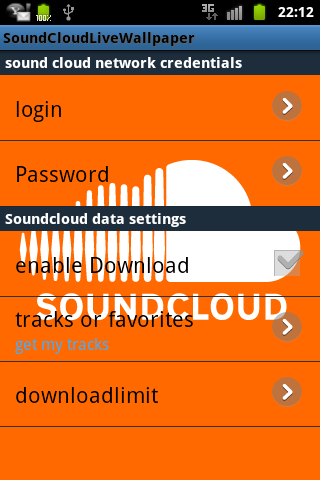 100%
3G
22:12
SoundCloudLiveWallpaper
sound cloud network credentials
login
Password
Soundcloud data settings
enable Download
SOUNDCLOUD
tracks or favorites
get my tracks
downloadlimit